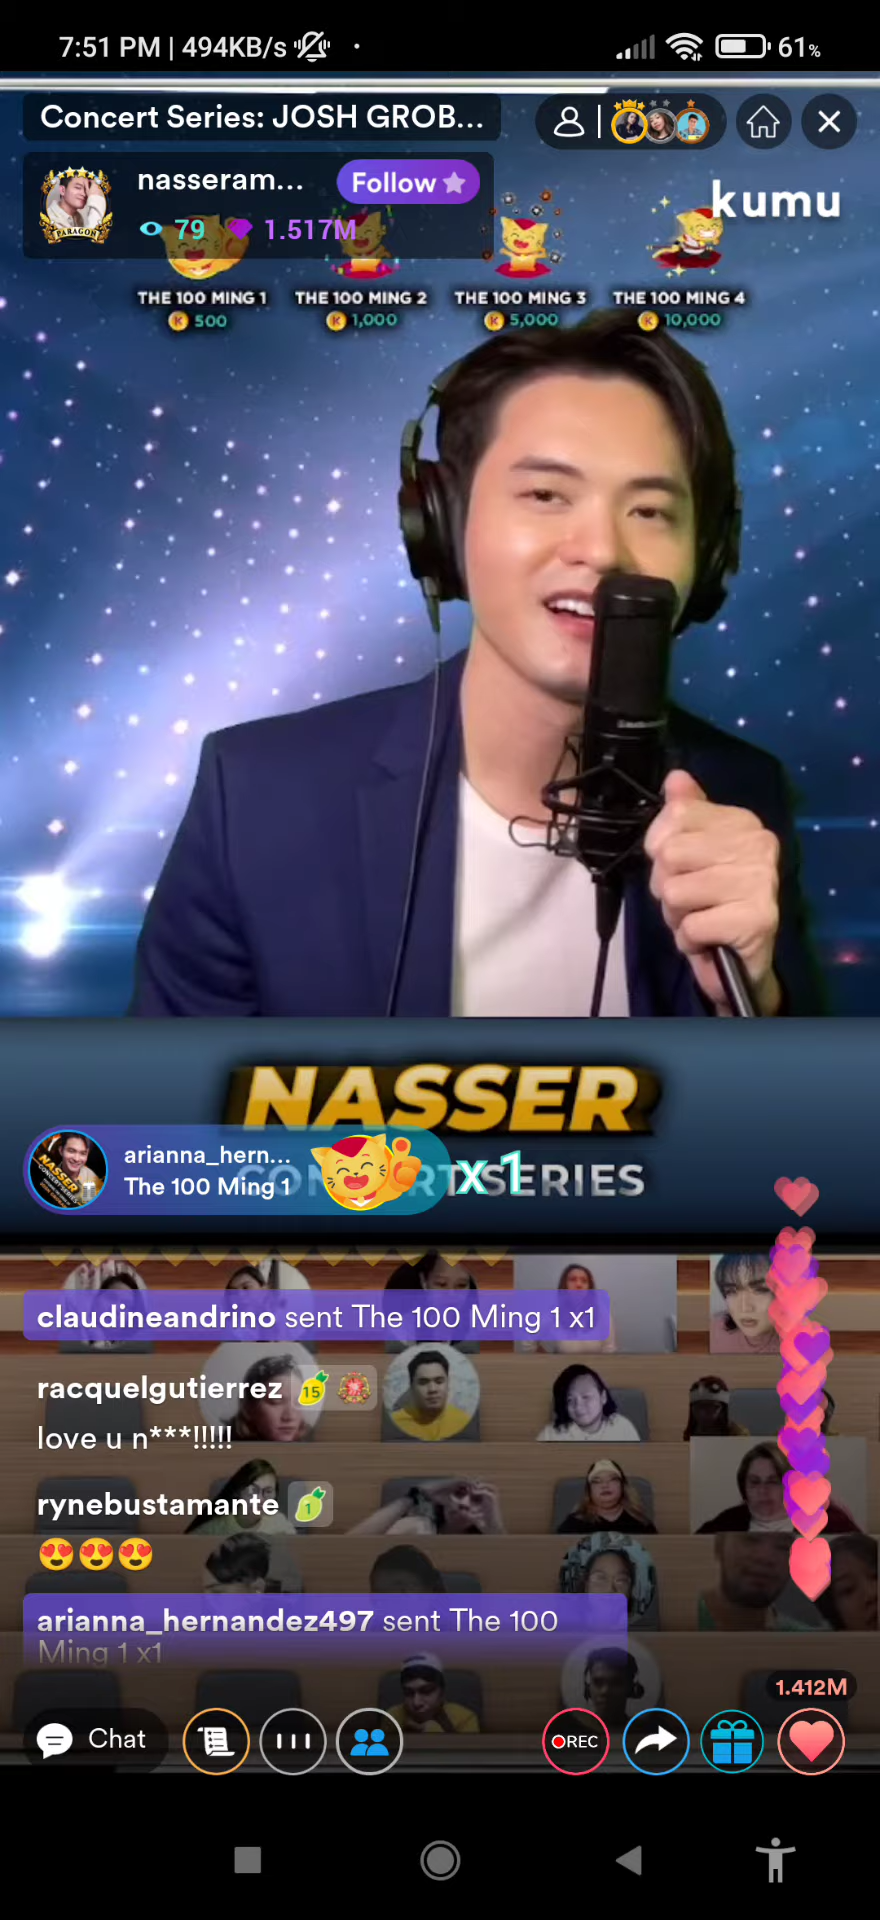 7:51 PM | 494KB/s
61%
Concert Series: JOSH GROB...
nasseram...
Follow
79
1.517M
PARAGON
kumu
THE 100 MING 1
THE 100 MING 2
THE 100 MING 3
THE 100 MING 4
K 500
K 1,000
K 5,000
K 10,000
NASSER
CONCERT SERIES
arianna_hern...
The 100 Ming 1
x1
NASSER
claudineandrino sent The 100 Ming 1 x1
racquelgutierrez 15
love u n***!!!!!
rynebustamante 1
😍😍😍
arianna_hernandez497 sent The 100
Ming 1 x1
1.412M
Chat
REC